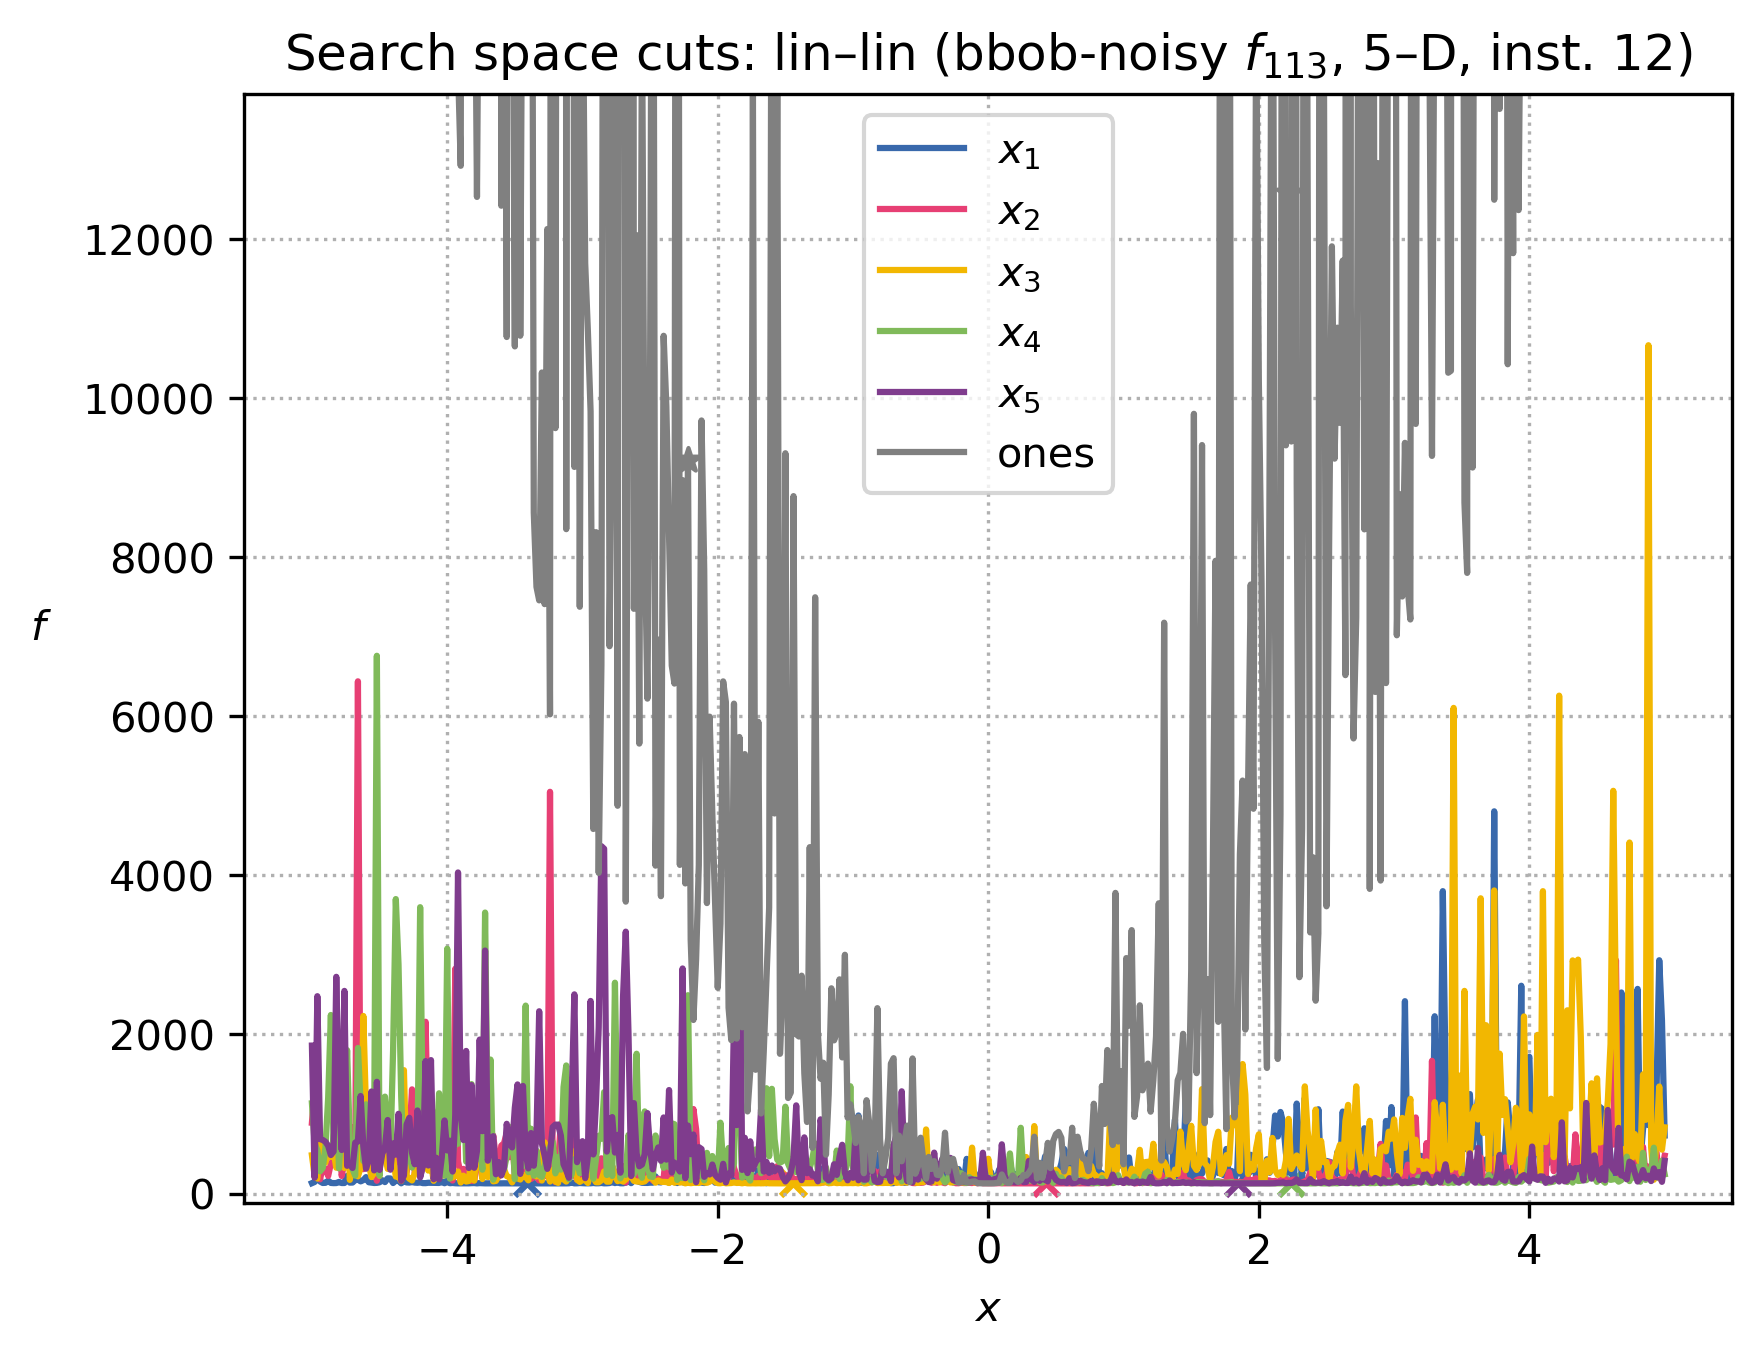 Search space cuts: lin–lin (bbob-noisy f113, 5–D, inst. 12)
x1
x2
x3
x4
x5
ones
12000
10000
8000
6000
4000
2000
0
f
−4 −2 0 2 4
x